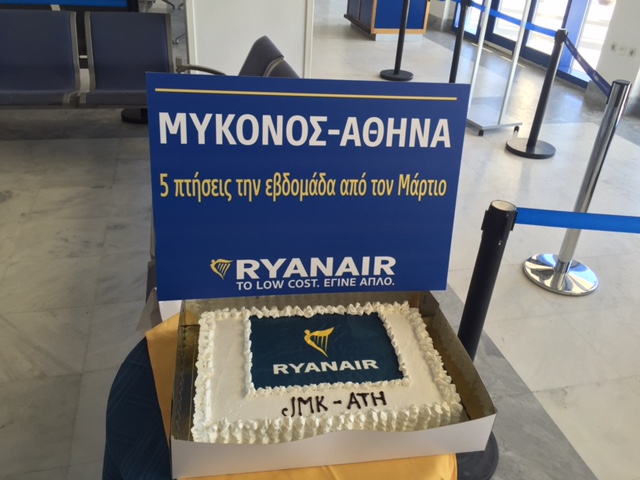 ΜΥΚΟΝΟΣ-ΑΘΗΝΑ
5 πτήσεις την εβδομάδα από τον Μάρτιο
RYANAIR
ΤΟ LOW COST. ΕΓΙΝΕ ΑΠΛΟ.
RYANAIR
JMK - ATH